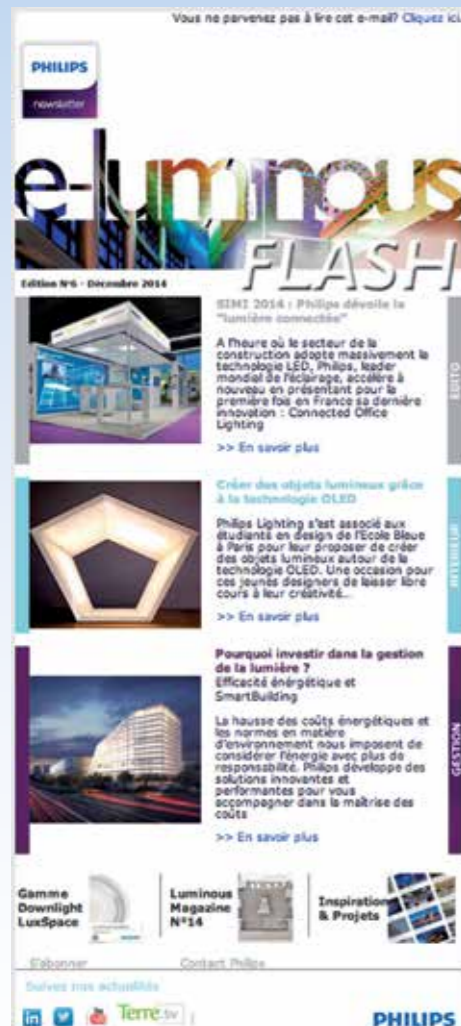 Vous ne parvenez pas à lire cet e-mail? Cliquez ici
PHILIPS
newsletter
e-luminous
FLASH
Edition N°6 - Décembre 2014
SIMI 2014 : Philips dévoile la
"lumière connectée"
A l'heure où le secteur de la
construction adopte massivement la
technologie LED, Philips, leader
mondial de l'éclairage, accélère à
nouveau en présentant pour la
première fois en France sa dernière
innovation : Connected Office
Lighting
>> En savoir plus
EDITO
Créer des objets lumineux grâce
à la technologie OLED
Philips Lighting s'est associé aux
étudiants en design de l'Ecole Bleue
à Paris pour leur proposer de créer
des objets lumineux autour de la
technologie OLED. Une occasion pour
ces jeunes designers de laisser libre
cours à leur créativité...
>> En savoir plus
INTERIEUR
Pourquoi investir dans la gestion
de la lumière ?
Efficacité énergétique et
SmartBuilding
La hausse des coûts énergétiques et
les normes en matière
d'environnement nous imposent de
considérer l'énergie avec plus de
responsabilité. Philips développe des
solutions innovantes et
performantes pour vous
accompagner dans la maîtrise des
coûts
>> En savoir plus
GESTION
Gamme
Downlight
LuxSpace
Luminous
Magazine
N°14
Inspiration
& Projets
S'abonner
Contact Philips
Suivez nos actualités
in
Terre.tv
PHILIPS